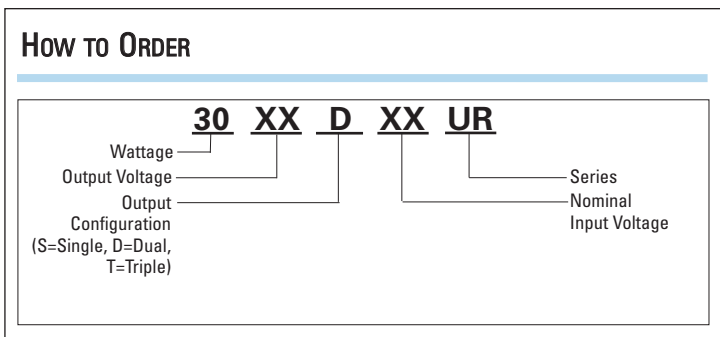 HOW TO ORDER
30 XX D XX UR
Wattage
Output Voltage
Output
Configuration
(S=Single, D=Dual,
T=Triple)
Series
Nominal
Input Voltage